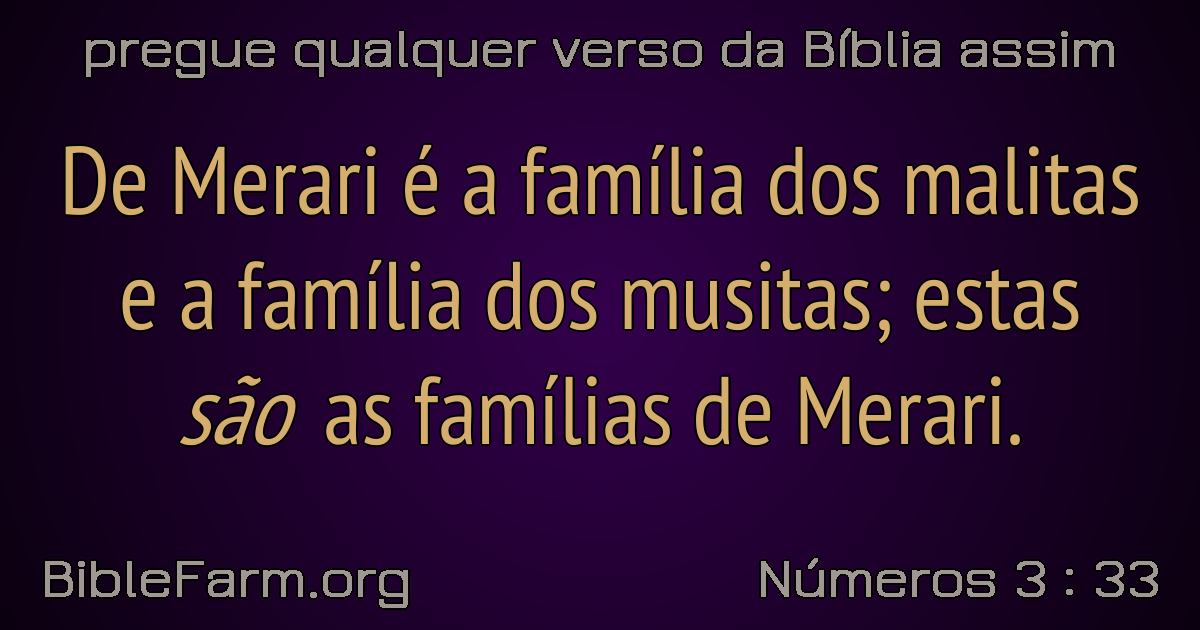 pregue qualquer verso da Bíblia assim
De Merari é a família dos malitas
e a família dos musitas; estas
são as famílias de Merari.
BibleFarm.org
Números 3 : 33